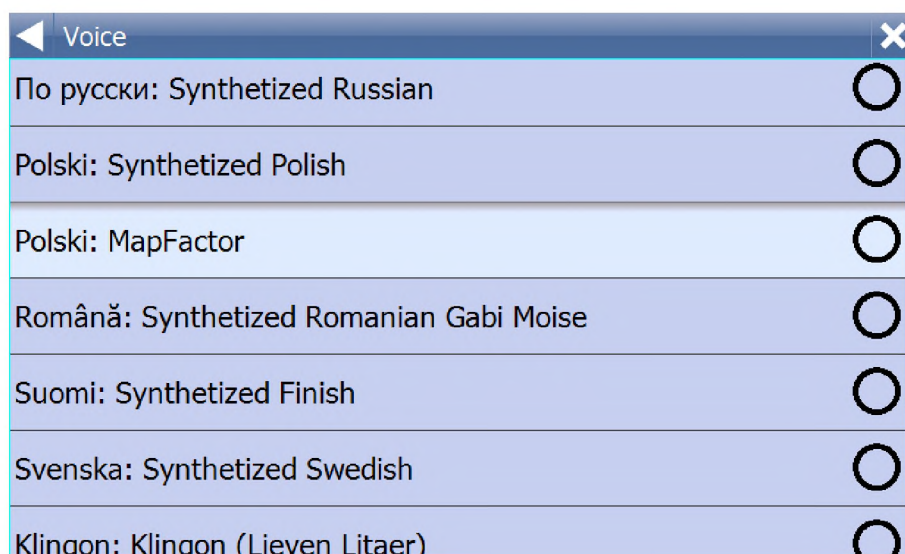 Voice
По русски: Synthetized Russian
Polski: Synthetized Polish
Polski: MapFactor
Română: Synthetized Romanian Gabi Moise
Suomi: Synthetized Finish
Svenska: Synthetized Swedish
Klingon: Klingon (Lieven Litaer)